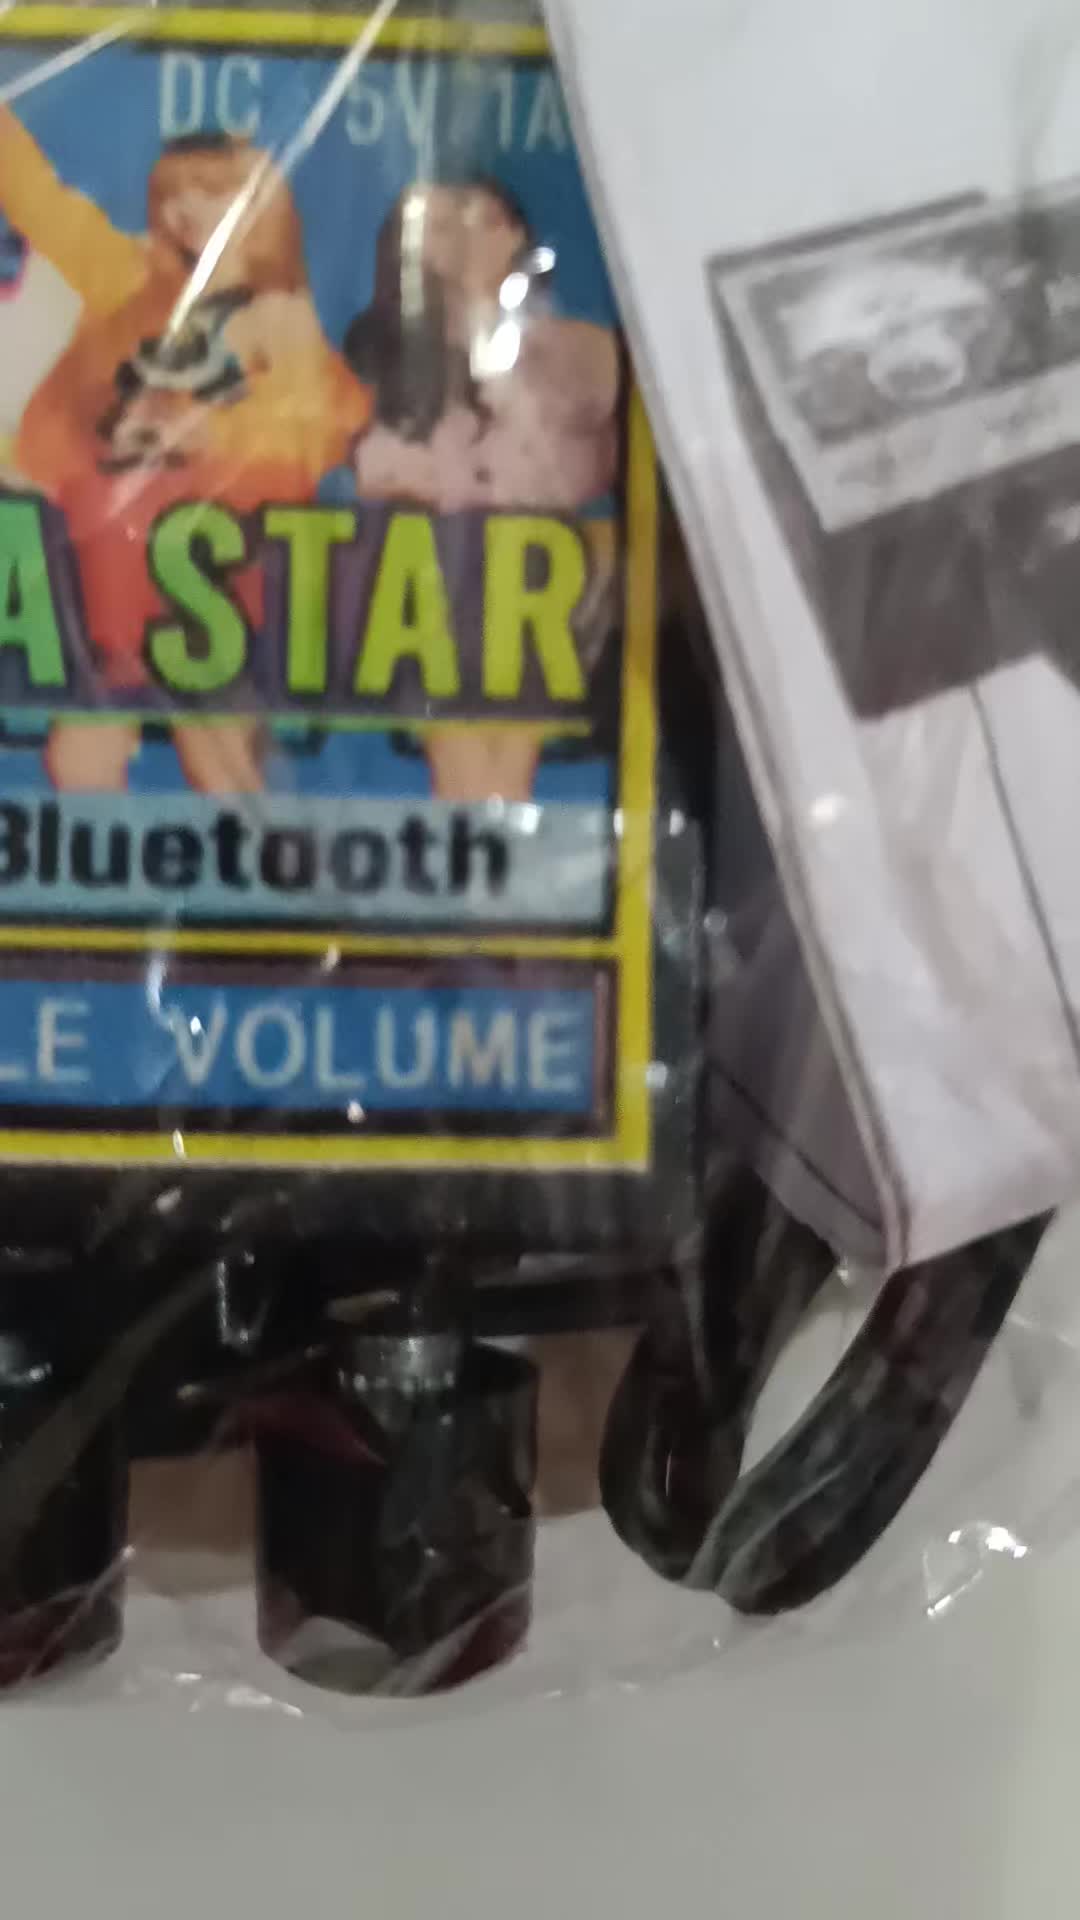 DC 5V/1A
A STAR
Bluetooth
LE VOLUME